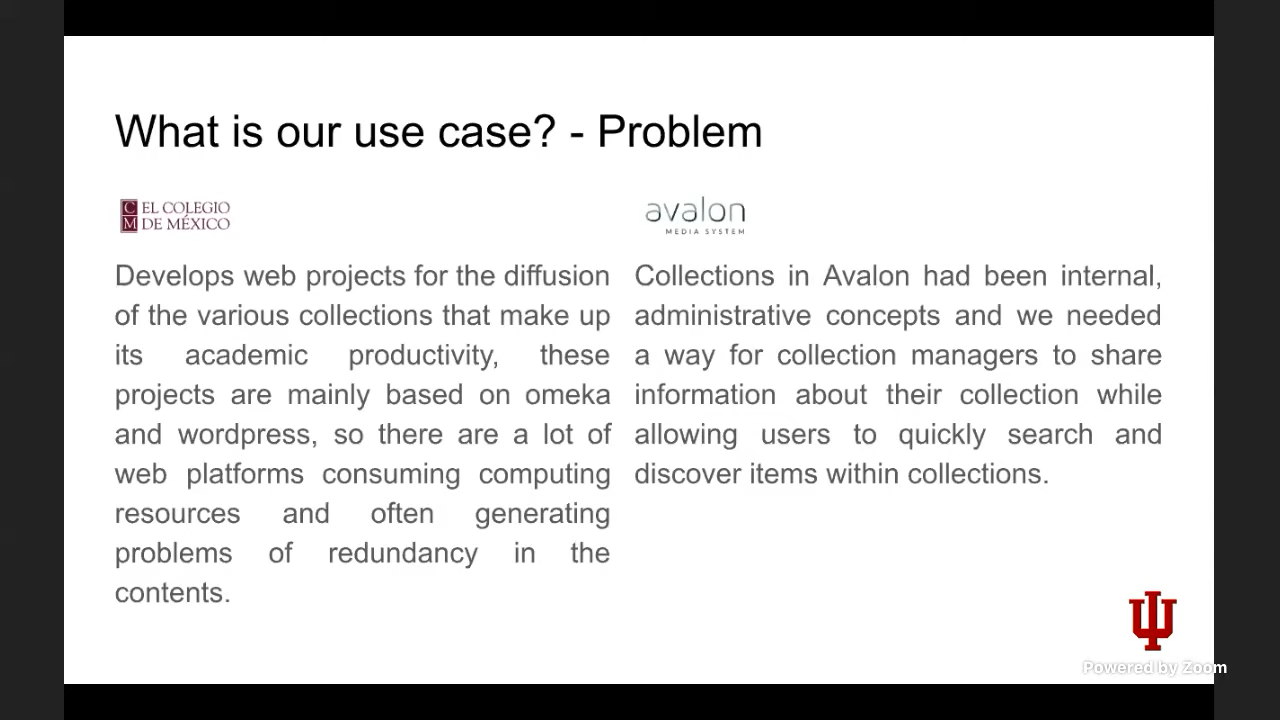 What is our use case? - Problem
CM EL COLEGIO
DE MÉXICO
Develops web projects for the diffusion
of the various collections that make up
its academic productivity, these
projects are mainly based on omeka
and wordpress, so there are a lot of
web platforms consuming computing
resources and often generating
problems of redundancy in the
contents.
avalon
MEDIA SYSTEM
Collections in Avalon had been internal,
administrative concepts and we needed
a way for collection managers to share
information about their collection while
allowing users to quickly search and
discover items within collections.
Powered by Zoom